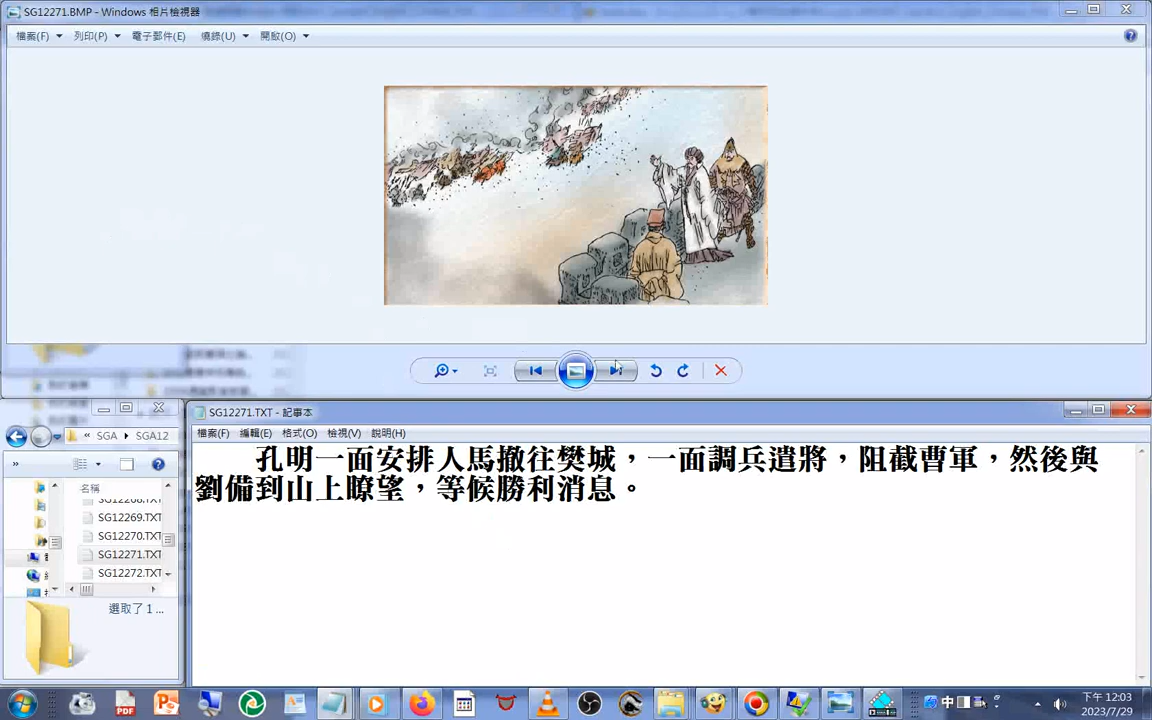 SG12271.BMP - Windows 相片檢視器
檔案(F) 列印(P) 電子郵件(E) 燒錄(U) 開啟(O)
SG12271.TXT - 記事本
« SGA SGA12
檔案(F) 編輯(E) 格式(O) 檢視(V) 說明(H)
孔明一面安排人馬撤往樊城，一面調兵遣將，阻截曹軍，然後與
劉備到山上瞭望，等候勝利消息。
»
名稱
SG12268.TXT
SG12269.TXT
SG12270.TXT
SG12271.TXT
SG12272.TXT
選取了 1 ...
PDF
中
下午 12:03
2023/7/29